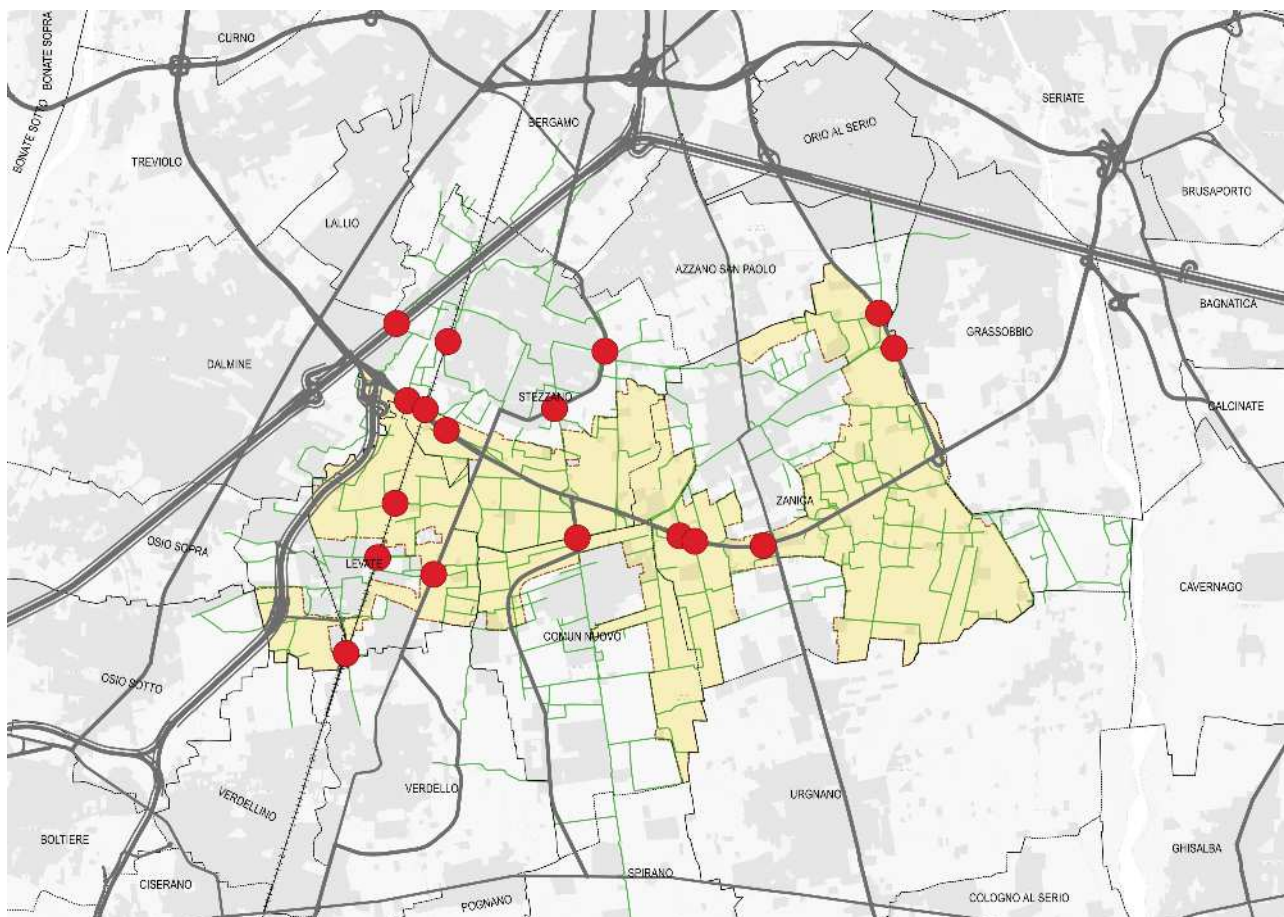 BONATE SOPRA
BONATE SOTTO
CURNO
SERIATE
BERGAMO
ORIO AL SERIO
TREVIOLO
BRUSAPORTO
LALLIO
AZZANO SAN PAOLO
BAGNATICA
GRASSOBBIO
DALMINE
STEZZANO
CALCINATE
ZANICA
OSIO SOPRA
LEVATE
CAVERNAGO
COMUN NUOVO
OSIO SOTTO
VERDELLO
URGNANO
VERDELLINO
BOLTIERE
GHISALBA
SPIRANO
CISERANO
COLOGNO AL SERIO
POGNANO